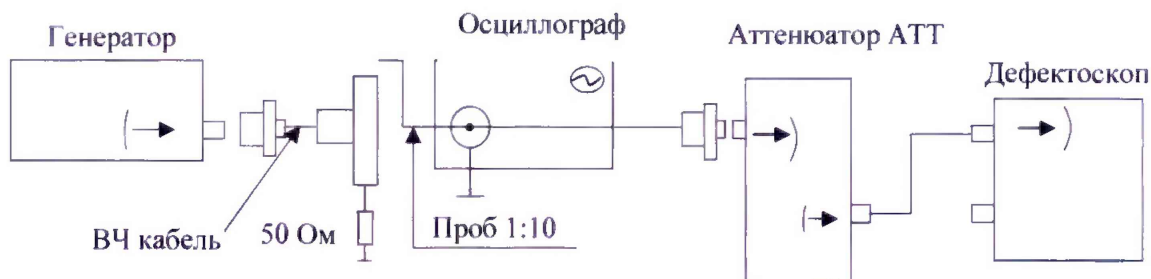 Генератор
Осциллограф
Аттенюатор АТТ
Дефектоскоп
ВЧ кабель
50 Ом
Проб 1:10